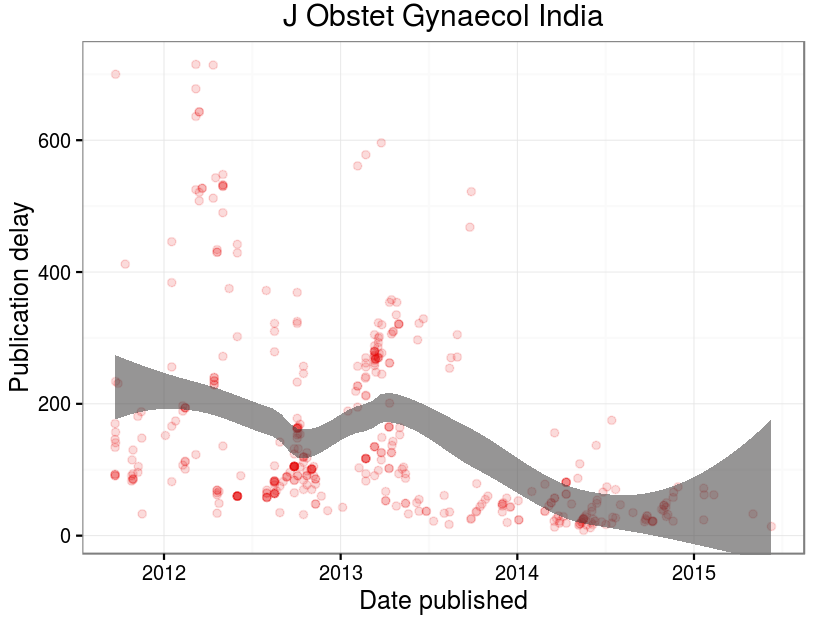 J Obstet Gynaecol India
Publication delay
600
400
200
0
2012 2013 2014 2015
Date published